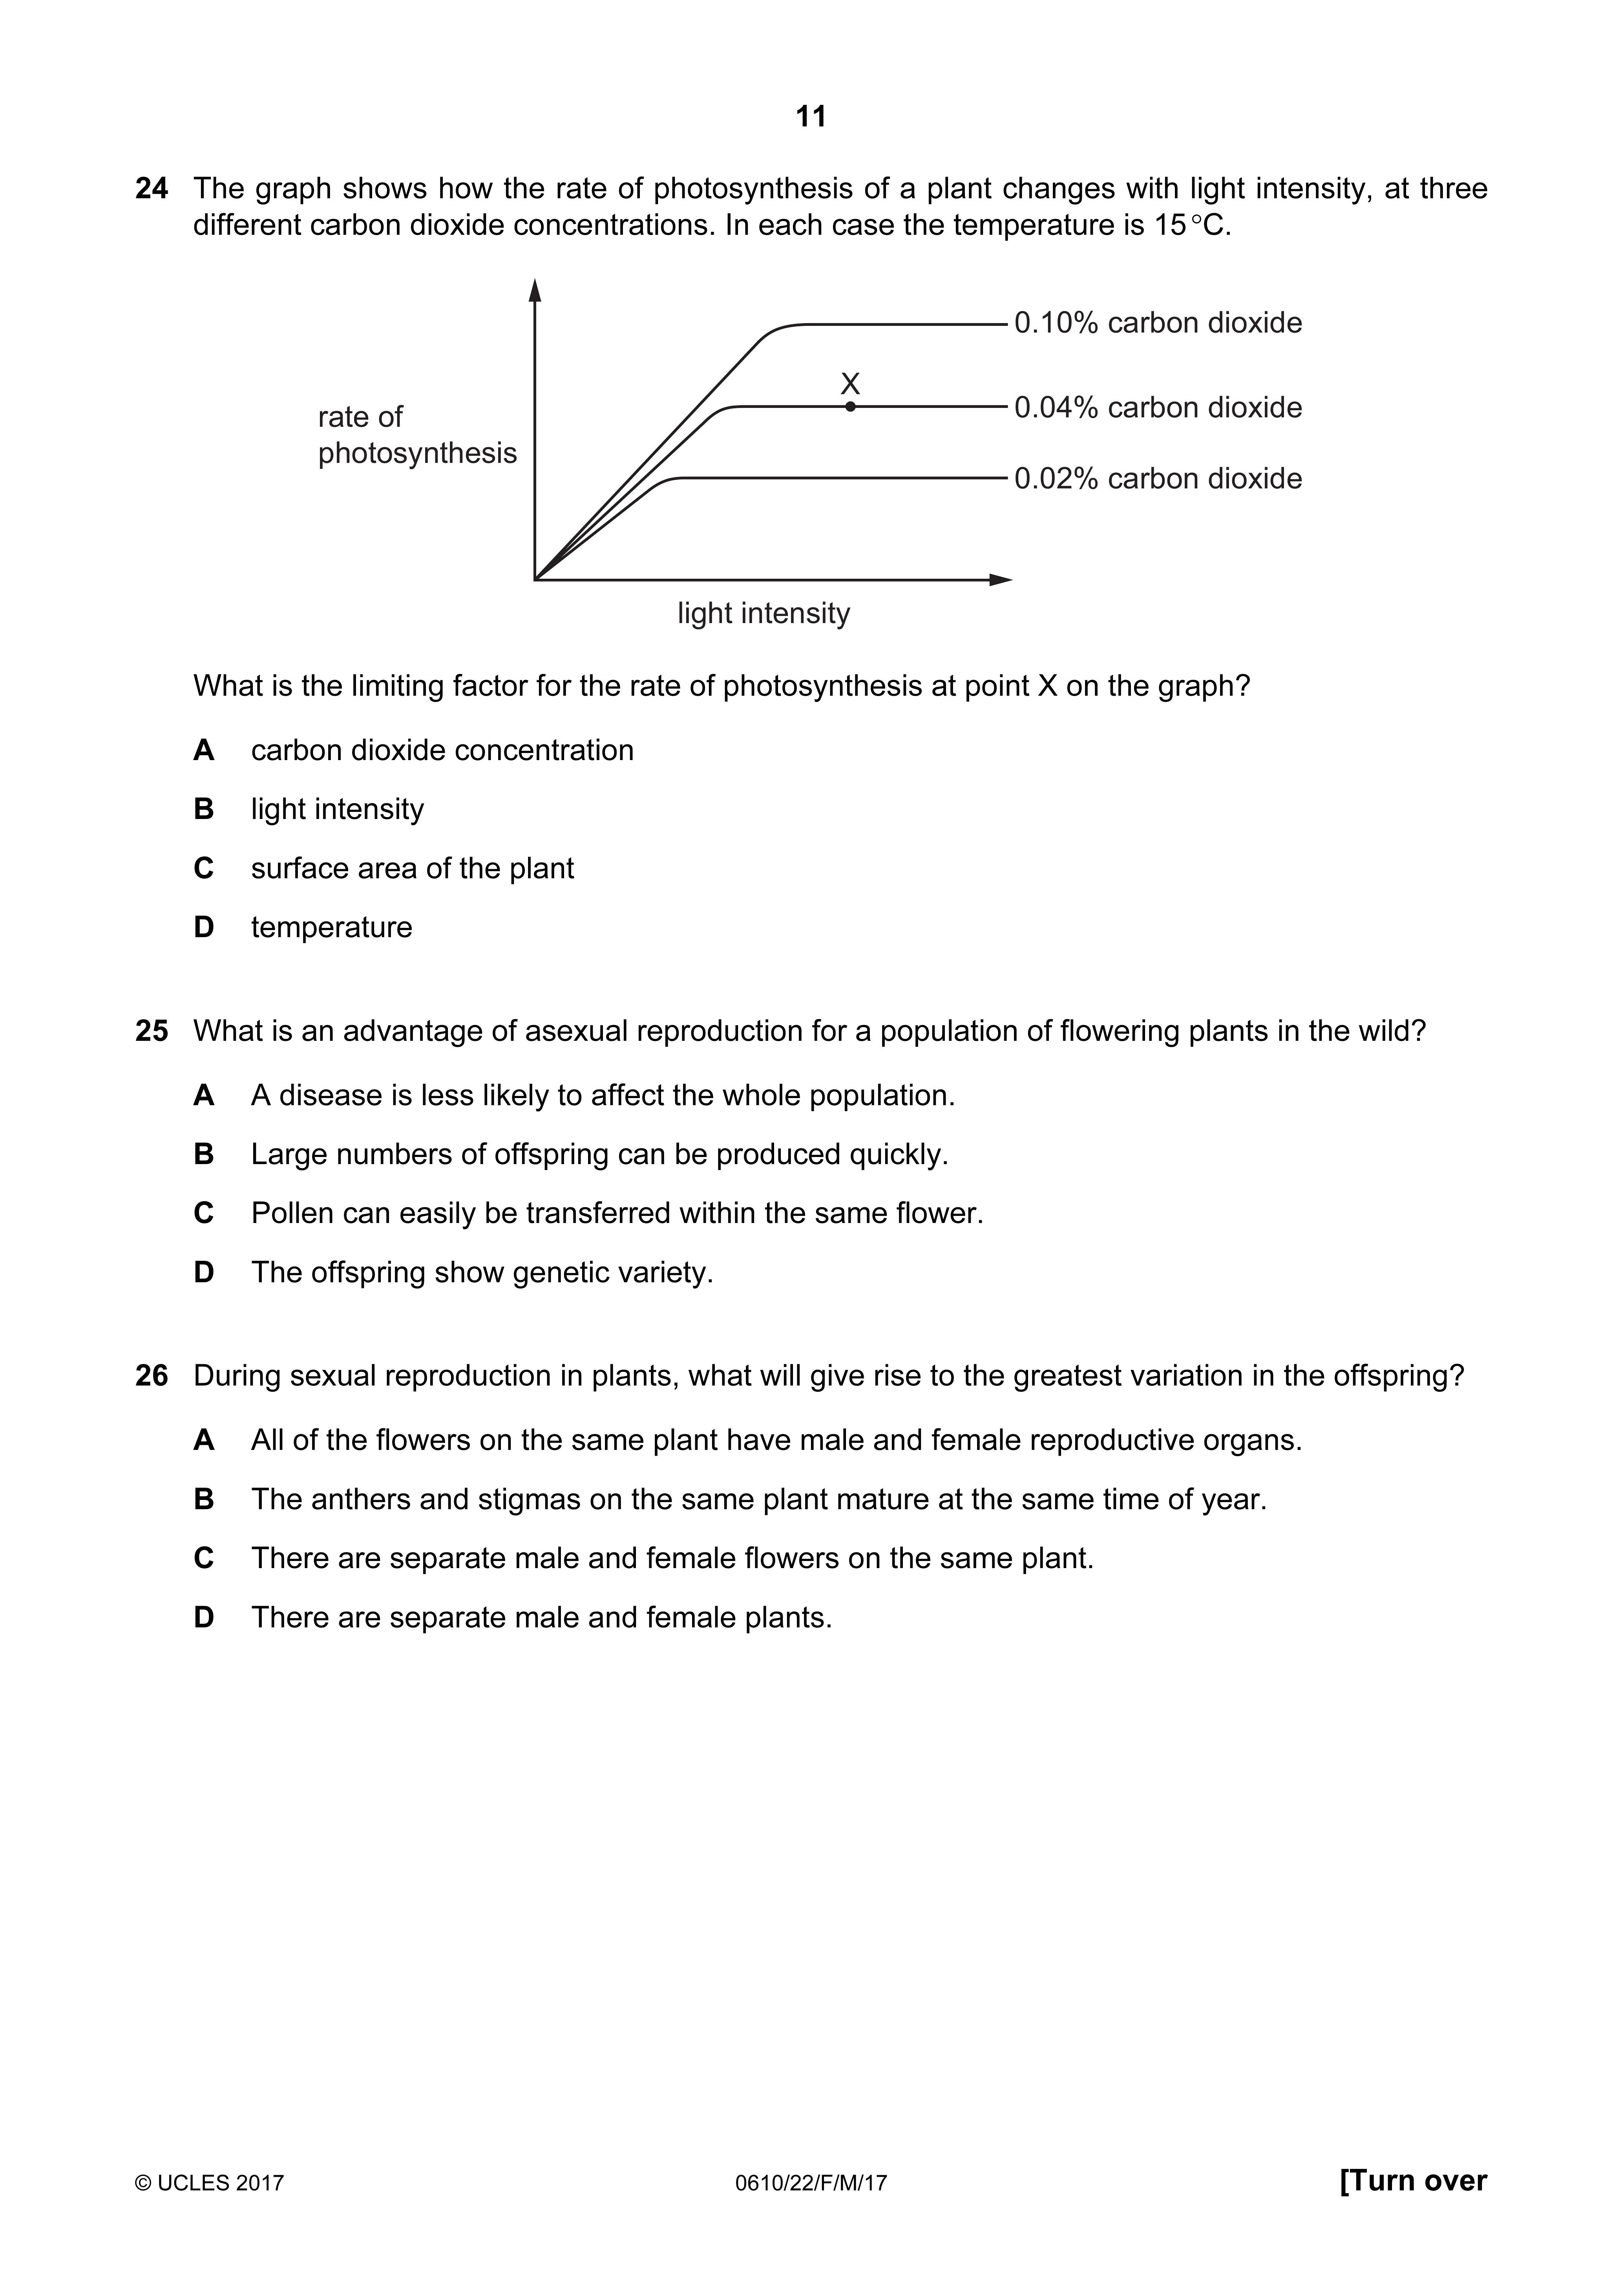 11
24 The graph shows how the rate of photosynthesis of a plant changes with light intensity, at three
different carbon dioxide concentrations. In each case the temperature is 15 °C.
0.10% carbon dioxide
X
0.04% carbon dioxide
rate of
photosynthesis
0.02% carbon dioxide
light intensity
What is the limiting factor for the rate of photosynthesis at point X on the graph?
A carbon dioxide concentration
B light intensity
C surface area of the plant
D temperature
25 What is an advantage of asexual reproduction for a population of flowering plants in the wild?
A A disease is less likely to affect the whole population.
B Large numbers of offspring can be produced quickly.
C Pollen can easily be transferred within the same flower.
D The offspring show genetic variety.
26 During sexual reproduction in plants, what will give rise to the greatest variation in the offspring?
A All of the flowers on the same plant have male and female reproductive organs.
B The anthers and stigmas on the same plant mature at the same time of year.
C There are separate male and female flowers on the same plant.
D There are separate male and female plants.
© UCLES 2017 0610/22/F/M/17 [Turn over